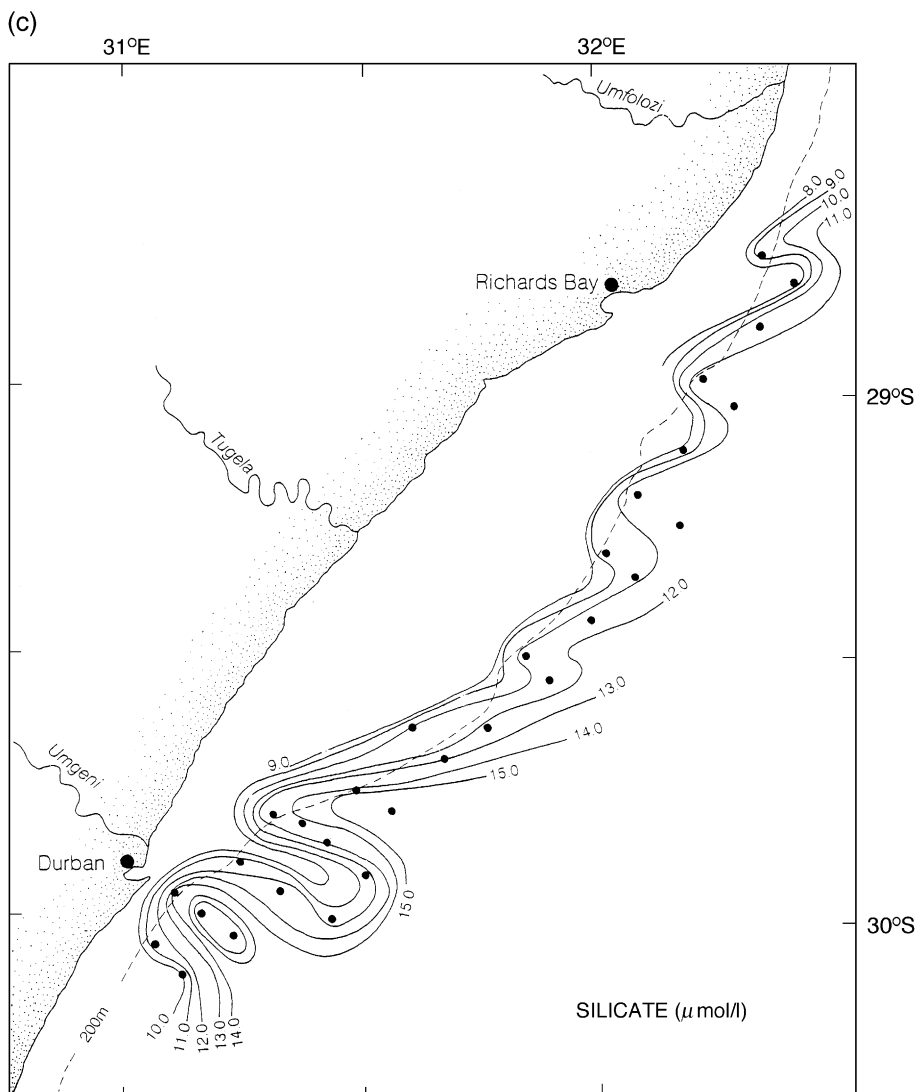 (c)
31°E 32°E
Umfolozi
8.0
9.0
10.0
11.0
Richards Bay
29°S
Tugela
12.0
13.0
14.0
15.0
9.0
Umgeni
Durban
15.0
30°S
200m
10.0
11.0
12.0
13.0
14.0
SILICATE (μ mol/l)